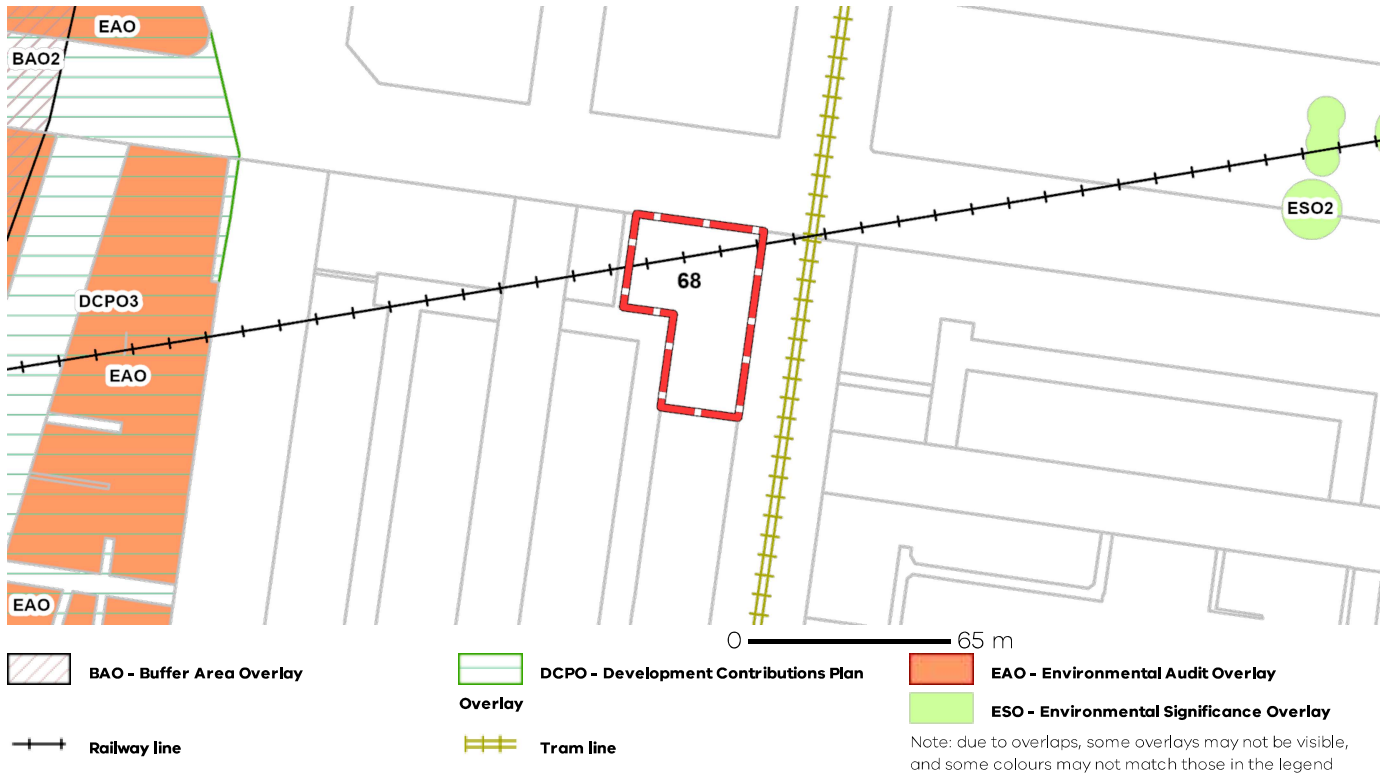 EAO
BAO2
ESO2
68
DCPO3
EAO
EAO
0 65 m
BAO - Buffer Area Overlay
DCPO - Development Contributions Plan
Overlay
EAO - Environmental Audit Overlay
ESO - Environmental Significance Overlay
Railway line
Tram line
Note: due to overlaps, some overlays may not be visible,
and some colours may not match those in the legend